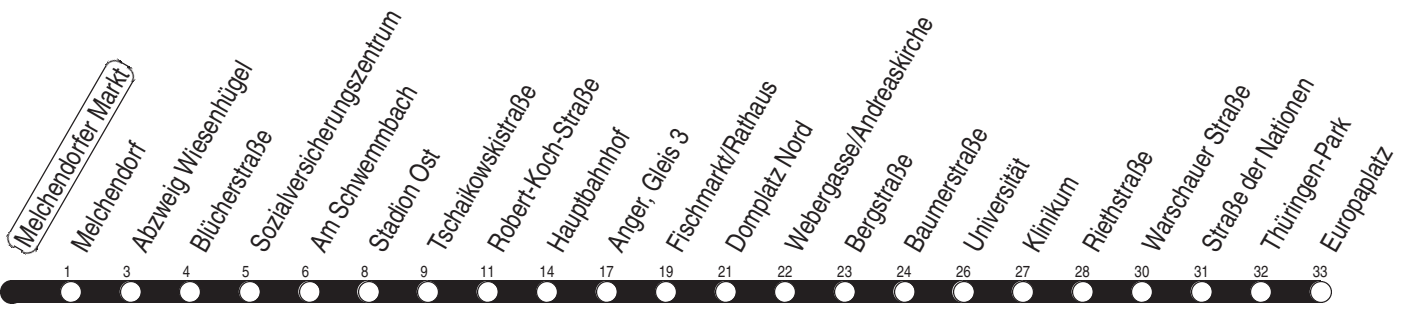 Melchendorfer Markt
Melchendorf
Abzweig Wiesenhügel
Blücherstraße
Sozialversicherungszentrum
Am Schwemmbach
Stadion Ost
Tschaikowskistraße
Robert-Koch-Straße
Hauptbahnhof
Anger, Gleis 3
Fischmarkt/Rathaus
Domplatz Nord
Webergasse/Andreaskirche
Bergstraße
Baumerstraße
Universität
Klinikum
Riethstraße
Warschauer Straße
Straße der Nationen
Thüringen-Park
Europaplatz
1 3 4 5 6 8 9 11 14 17 19 21 22 23 24 26 27 28 30 31 32 33